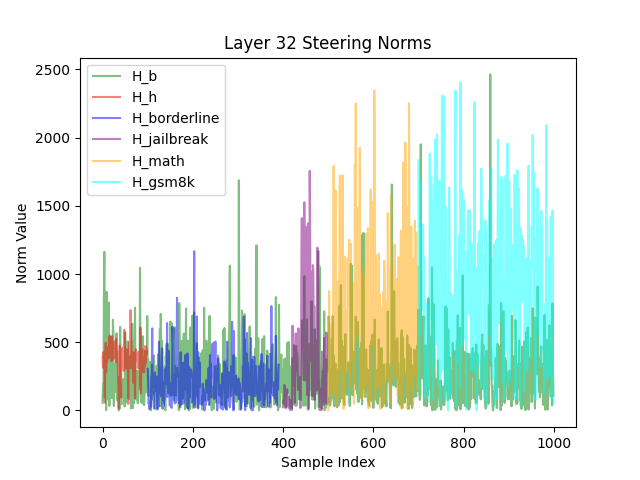 Layer 32 Steering Norms
H_b
H_h
H_borderline
H_jailbreak
H_math
H_gsm8k
Norm Value
2500
2000
1500
1000
500
0
0 200 400 600 800 1000
Sample Index